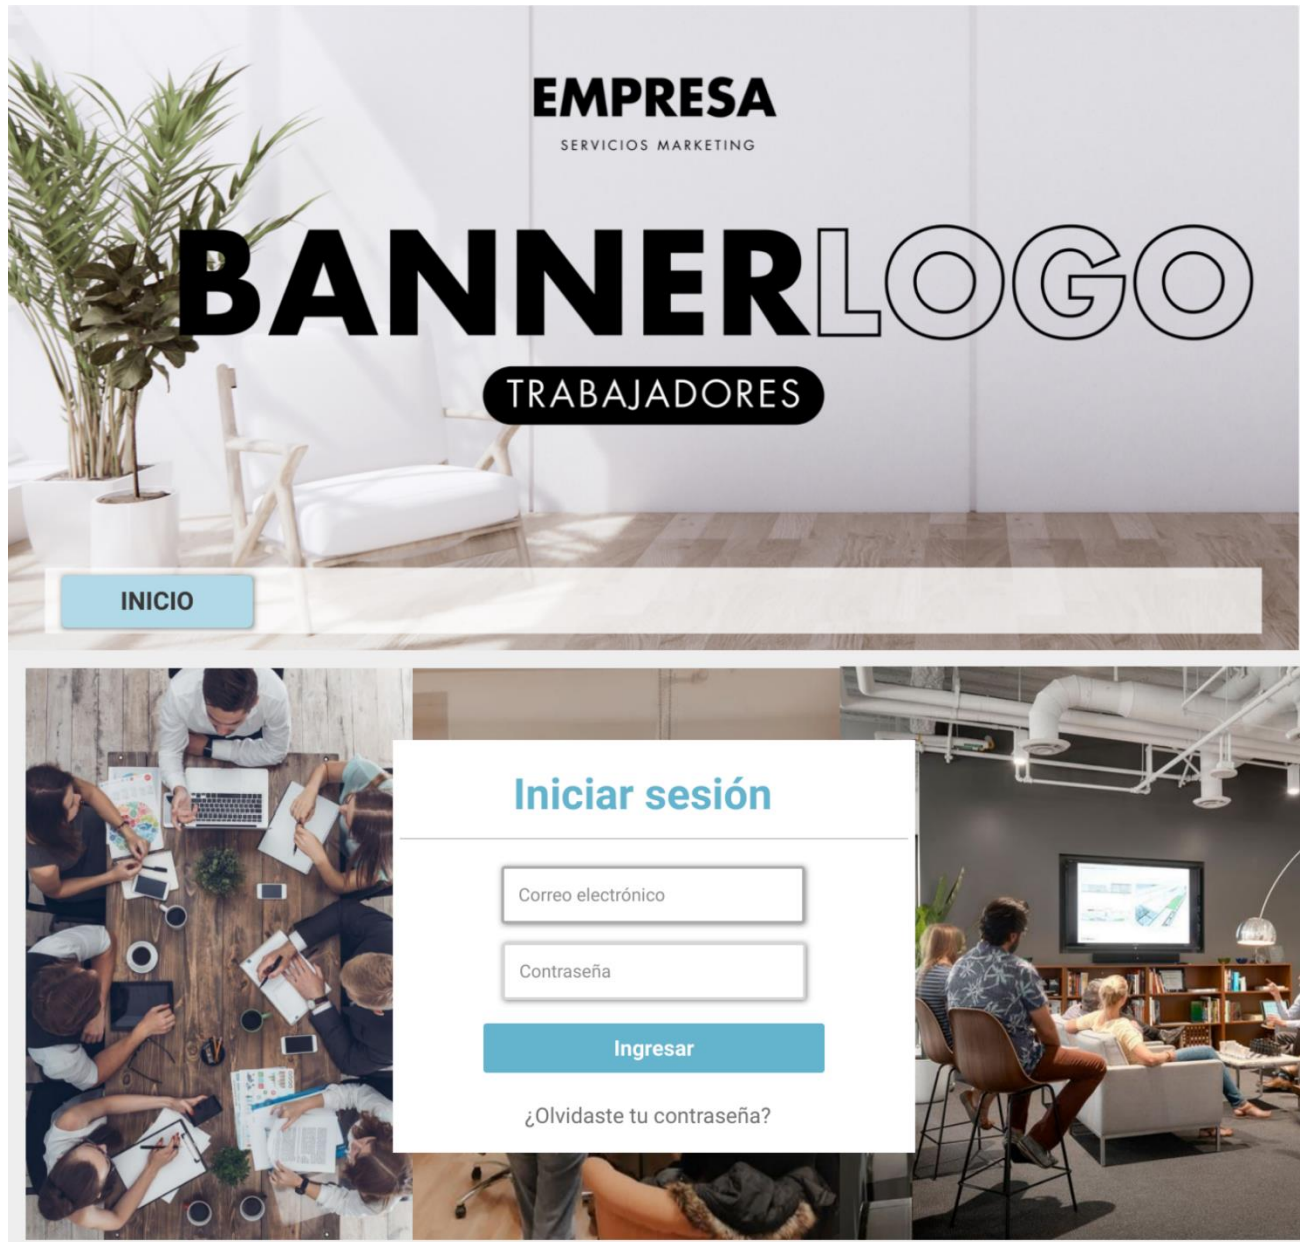 EMPRESA
SERVICIOS MARKETING
BANNERLOGO
TRABAJADORES
INICIO
Iniciar sesión
Correo electrónico
Contraseña
Ingresar
¿Olvidaste tu contraseña?